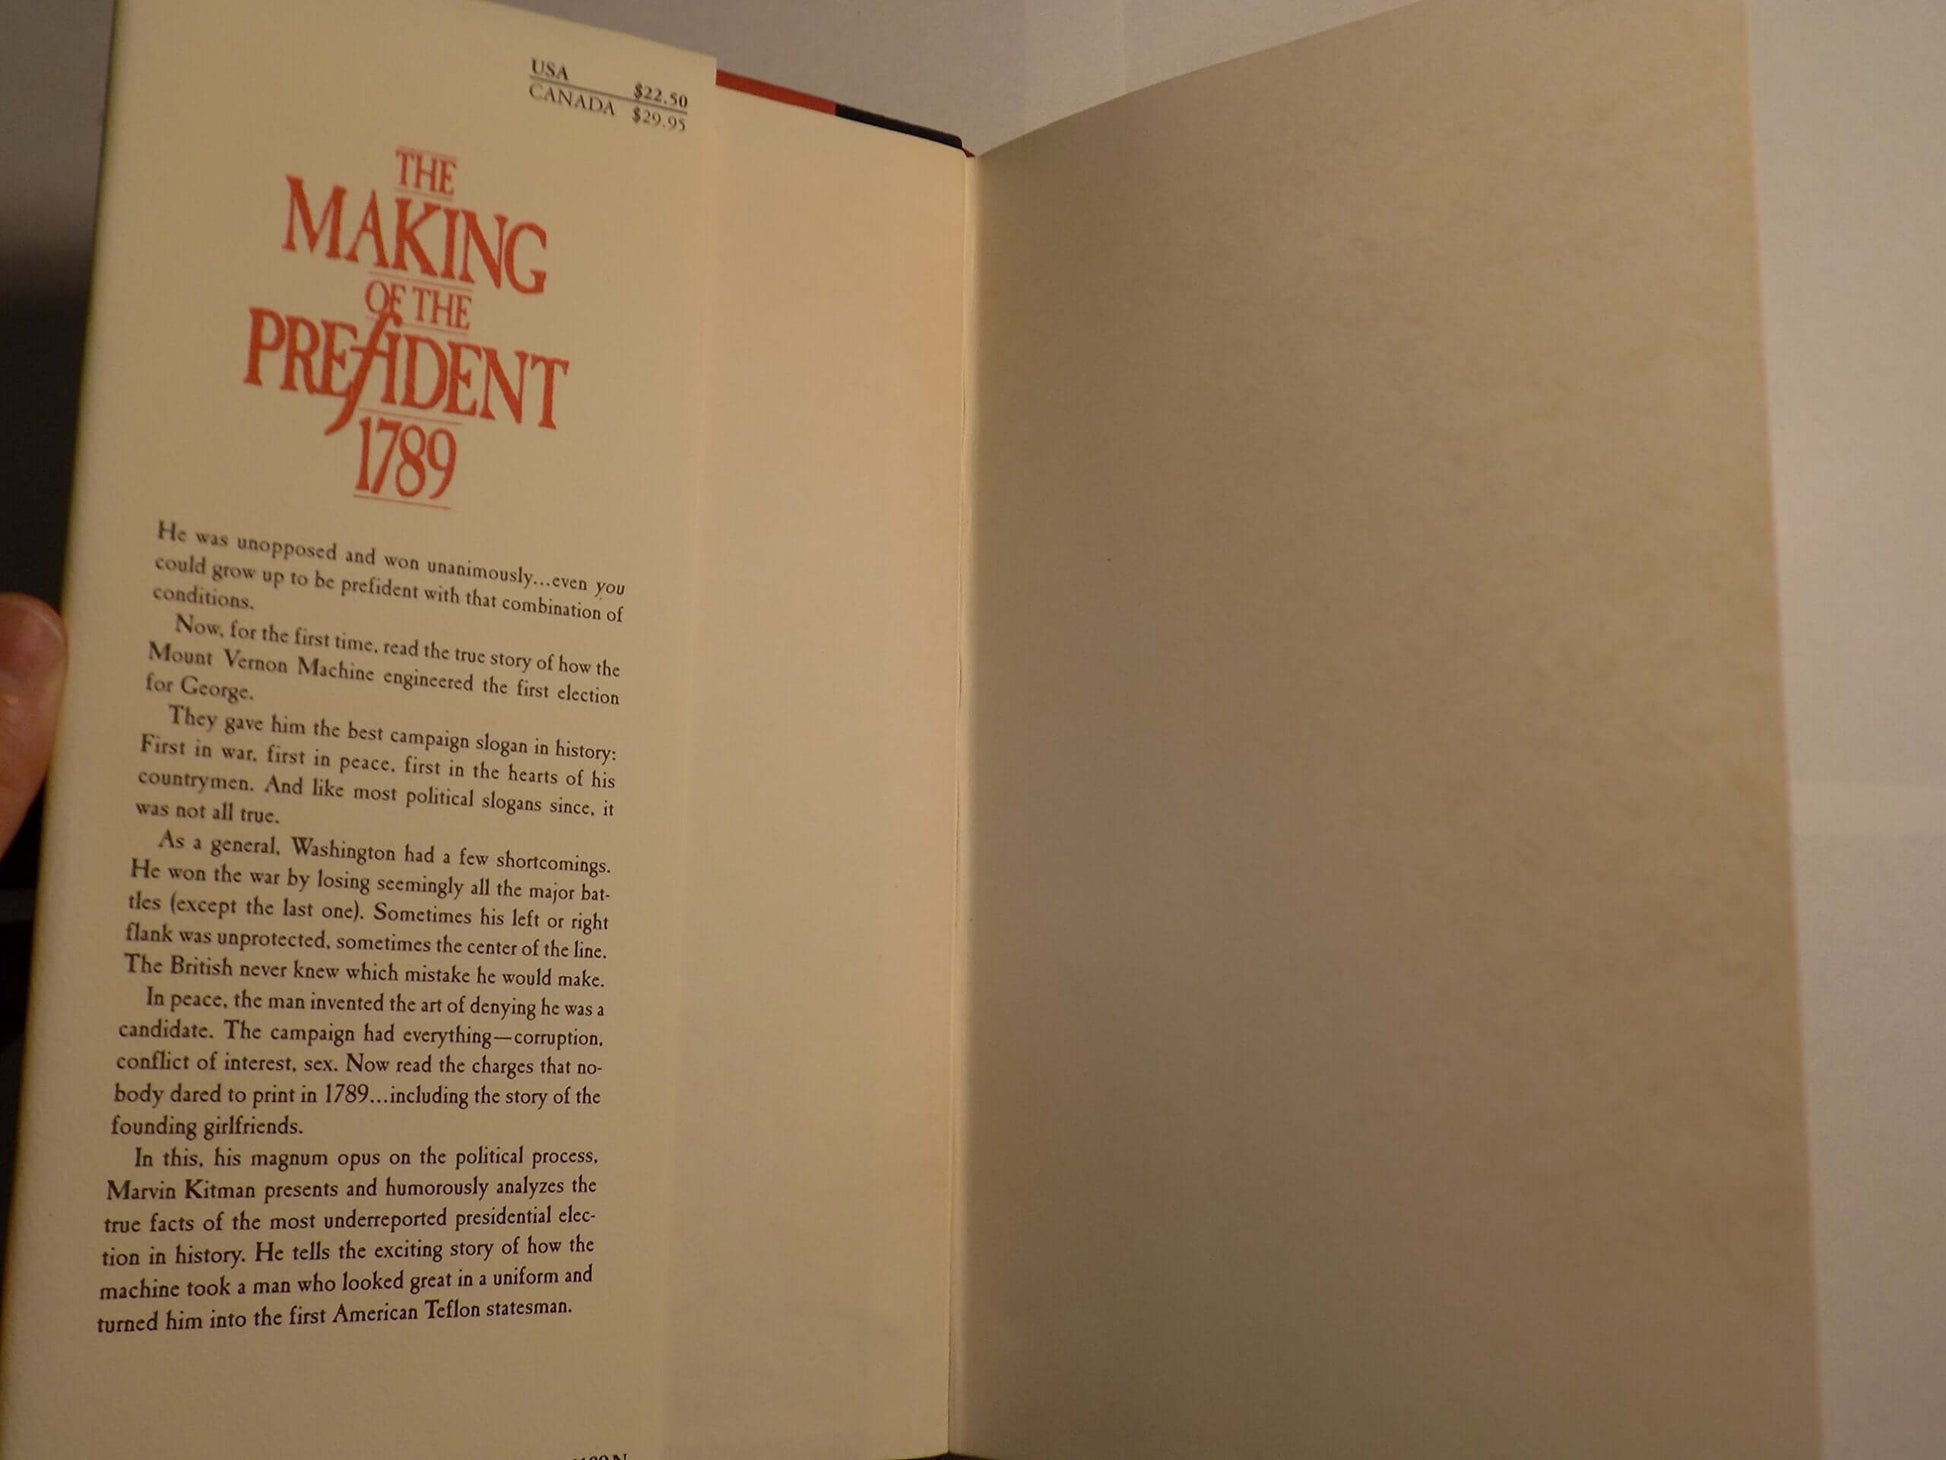 USA $22.50
CANADA $29.95
THE
MAKING
OF THE
PREſIDENT
1789
He was unopposed and won unanimously...even you
could grow up to be prefident with that combination of
conditions.
Now, for the first time, read the true story of how the
Mount Vernon Machine engineered the first election
for George.
They gave him the best campaign slogan in history:
First in war, first in peace, first in the hearts of his
countrymen. And like most political slogans since, it
was not all true.
As a general, Washington had a few shortcomings.
He won the war by losing seemingly all the major bat-
tles (except the last one). Sometimes his left or right
flank was unprotected, sometimes the center of the line.
The British never knew which mistake he would make.
In peace, the man invented the art of denying he was a
candidate. The campaign had everything—corruption,
conflict of interest, sex. Now read the charges that no-
body dared to print in 1789...including the story of the
founding girlfriends.
In this, his magnum opus on the political process,
Marvin Kitman presents and humorously analyzes the
true facts of the most underreported presidential elec-
tion in history. He tells the exciting story of how the
machine took a man who looked great in a uniform and
turned him into the first American Teflon statesman.